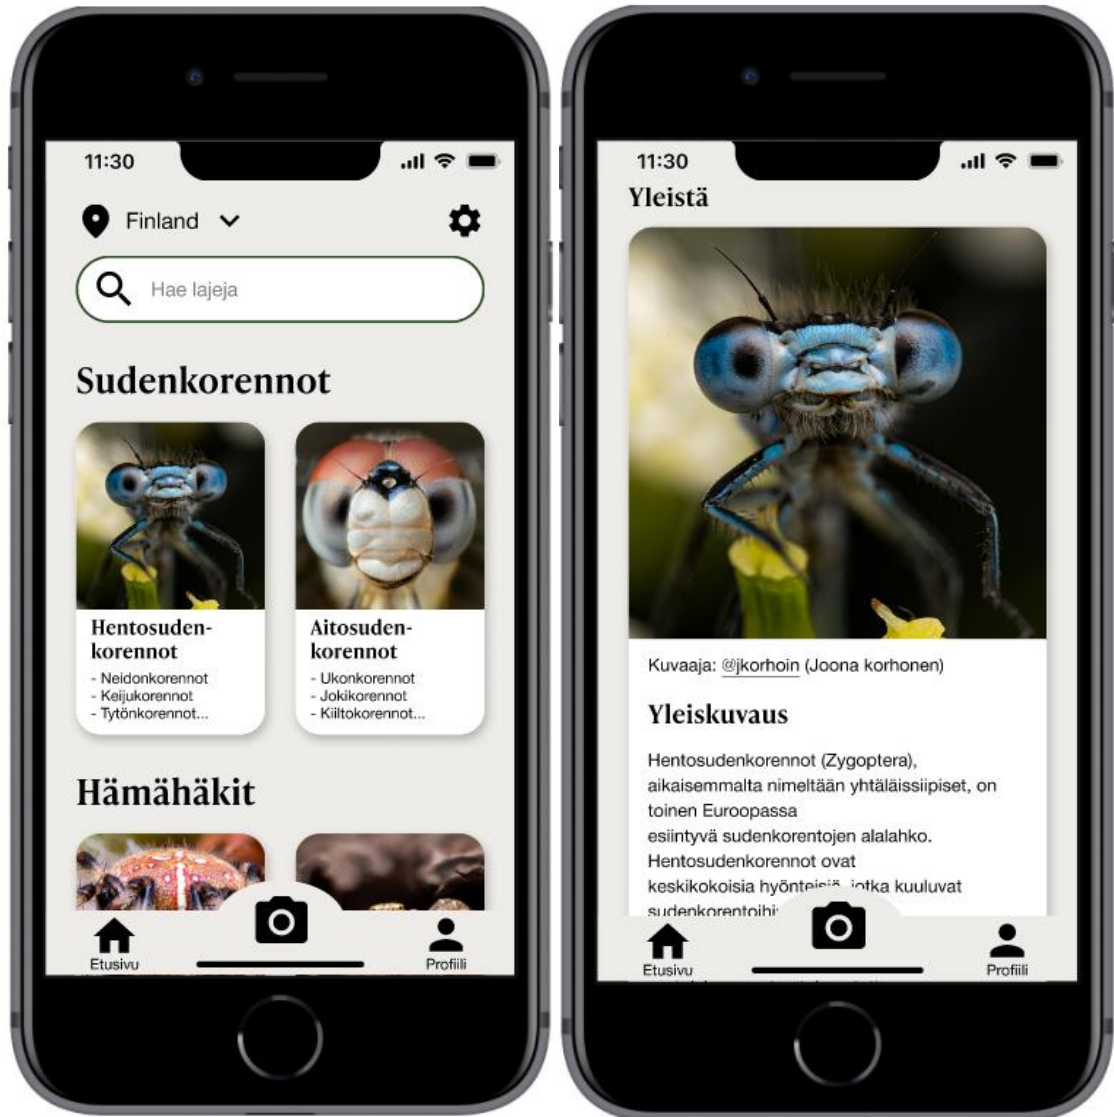 11:30
Finland
Hae lajeja
Sudenkorennot
Hentosuden-
korennot
- Neidonkorennot
- Keijukorennot
- Tytönkorennot...
Aitosuden-
korennot
- Ukonkorennot
- Jokikorennot
- Kiiltokorennot...
Hämähäkit
Etusivu
Profiili
11:30
Yleistä
Kuvaaja: @jkorhoin (Joona korhonen)
Yleiskuvaus
Hentosudenkorennot (Zygoptera),
aikaisemmalta nimeltään yhtäläissiipiset, on
toinen Euroopassa
esiintyvä sudenkorentojen alalahko.
Hentosudenkorennot ovat
keskikokoisia hyönteisiä, jotka kuuluvat
Etusivu
Profiili